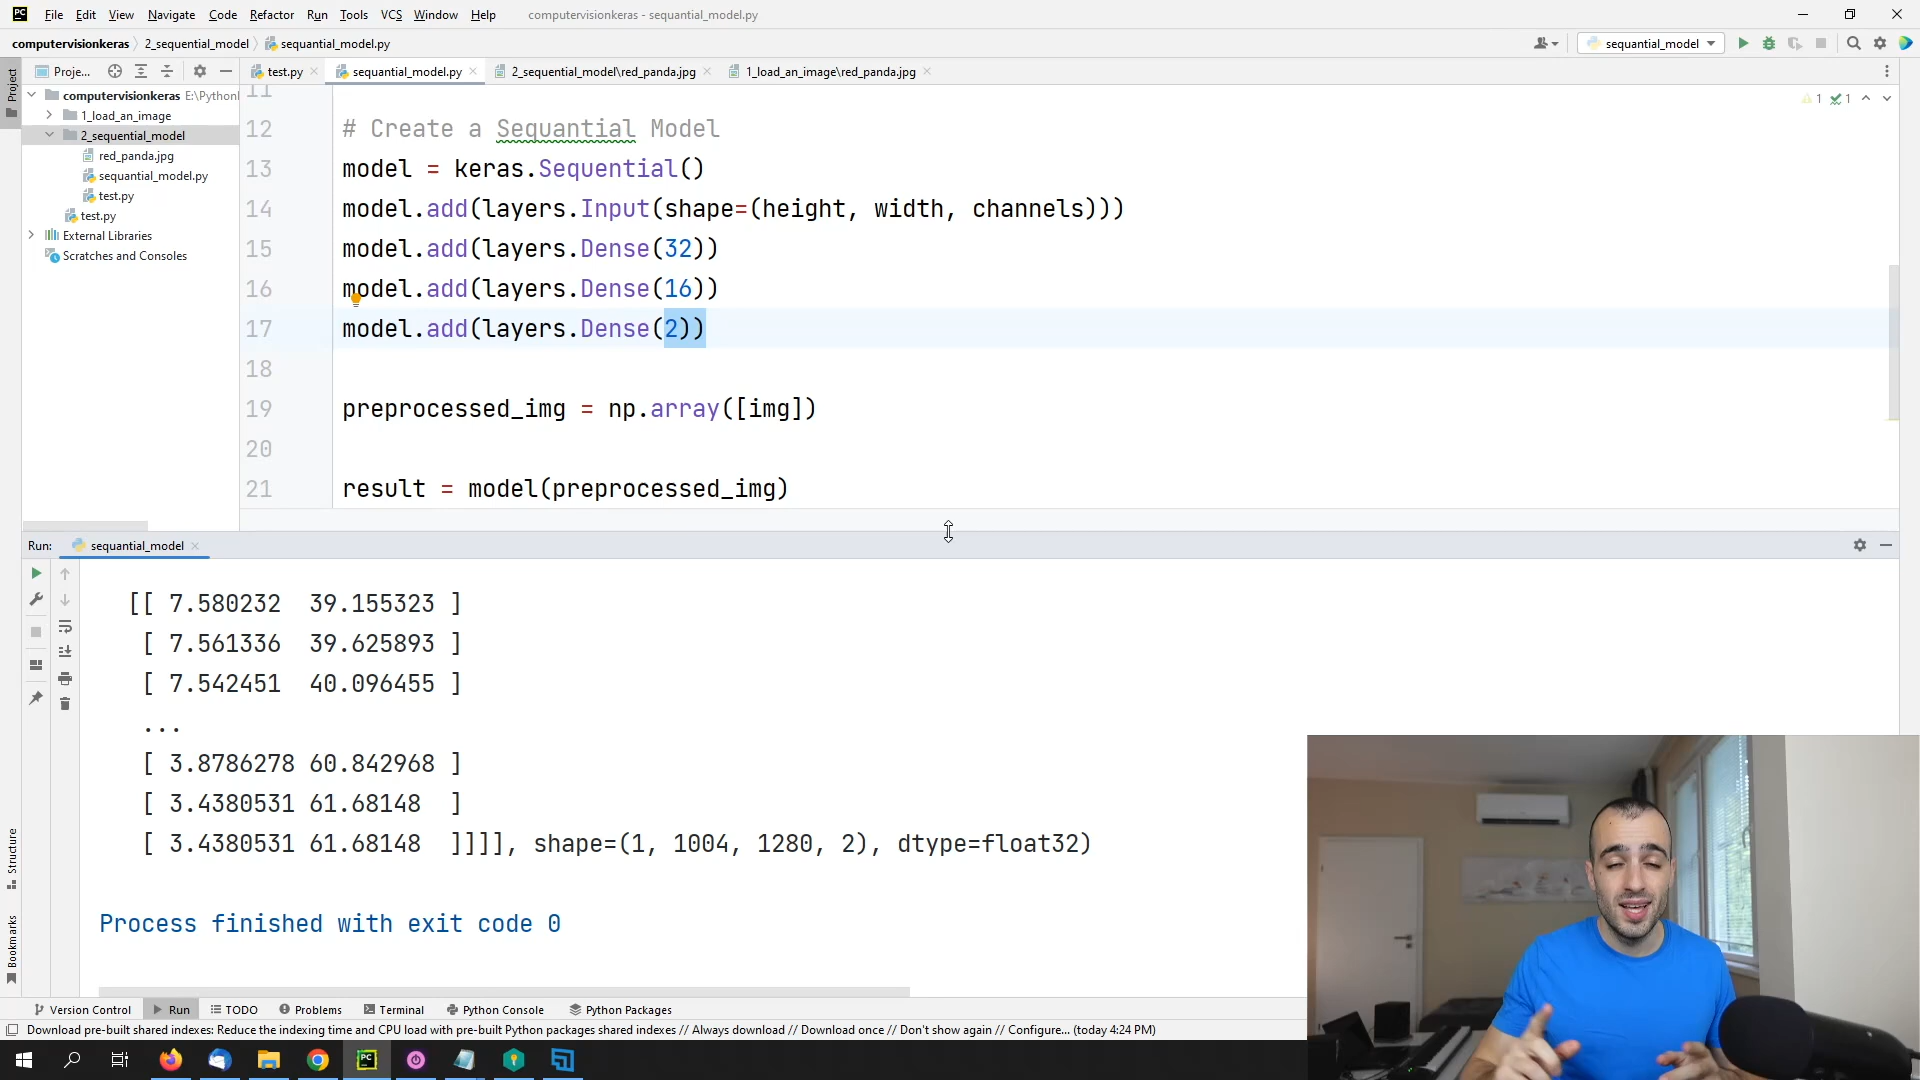 PC File Edit View Navigate Code Refactor Run Tools VCS Window Help computervisionkeras - sequantial_model.py
computervisionkeras 2_sequential_model sequantial_model.py sequantial_model
Project
Proje...
test.py sequantial_model.py 2_sequential_model\red_panda.jpg 1_load_an_image\red_panda.jpg
computervisionkeras E:\Pythonl
1_load_an_image
2_sequential_model
red_panda.jpg
sequantial_model.py
test.py
test.py
External Libraries
Scratches and Consoles
1 1
11
12 # Create a Sequantial Model
13 model = keras.Sequential()
14 model.add(layers.Input(shape=(height, width, channels)))
15 model.add(layers.Dense(32))
16 model.add(layers.Dense(16))
17 model.add(layers.Dense(2))
18
19 preprocessed_img = np.array([img])
20
21 result = model(preprocessed_img)
Run: sequantial_model
[[ 7.580232 39.155323 ]
[ 7.561336 39.625893 ]
[ 7.542451 40.096455 ]
...
[ 3.8786278 60.842968 ]
[ 3.4380531 61.68148 ]
[ 3.4380531 61.68148 ]]]], shape=(1, 1004, 1280, 2), dtype=float32)
Process finished with exit code 0
Structure
Bookmarks
Version Control Run TODO Problems Terminal Python Console Python Packages
Download pre-built shared indexes: Reduce the indexing time and CPU load with pre-built Python packages shared indexes // Always download // Download once // Don't show again // Configure... (today 4:24 PM)
PC